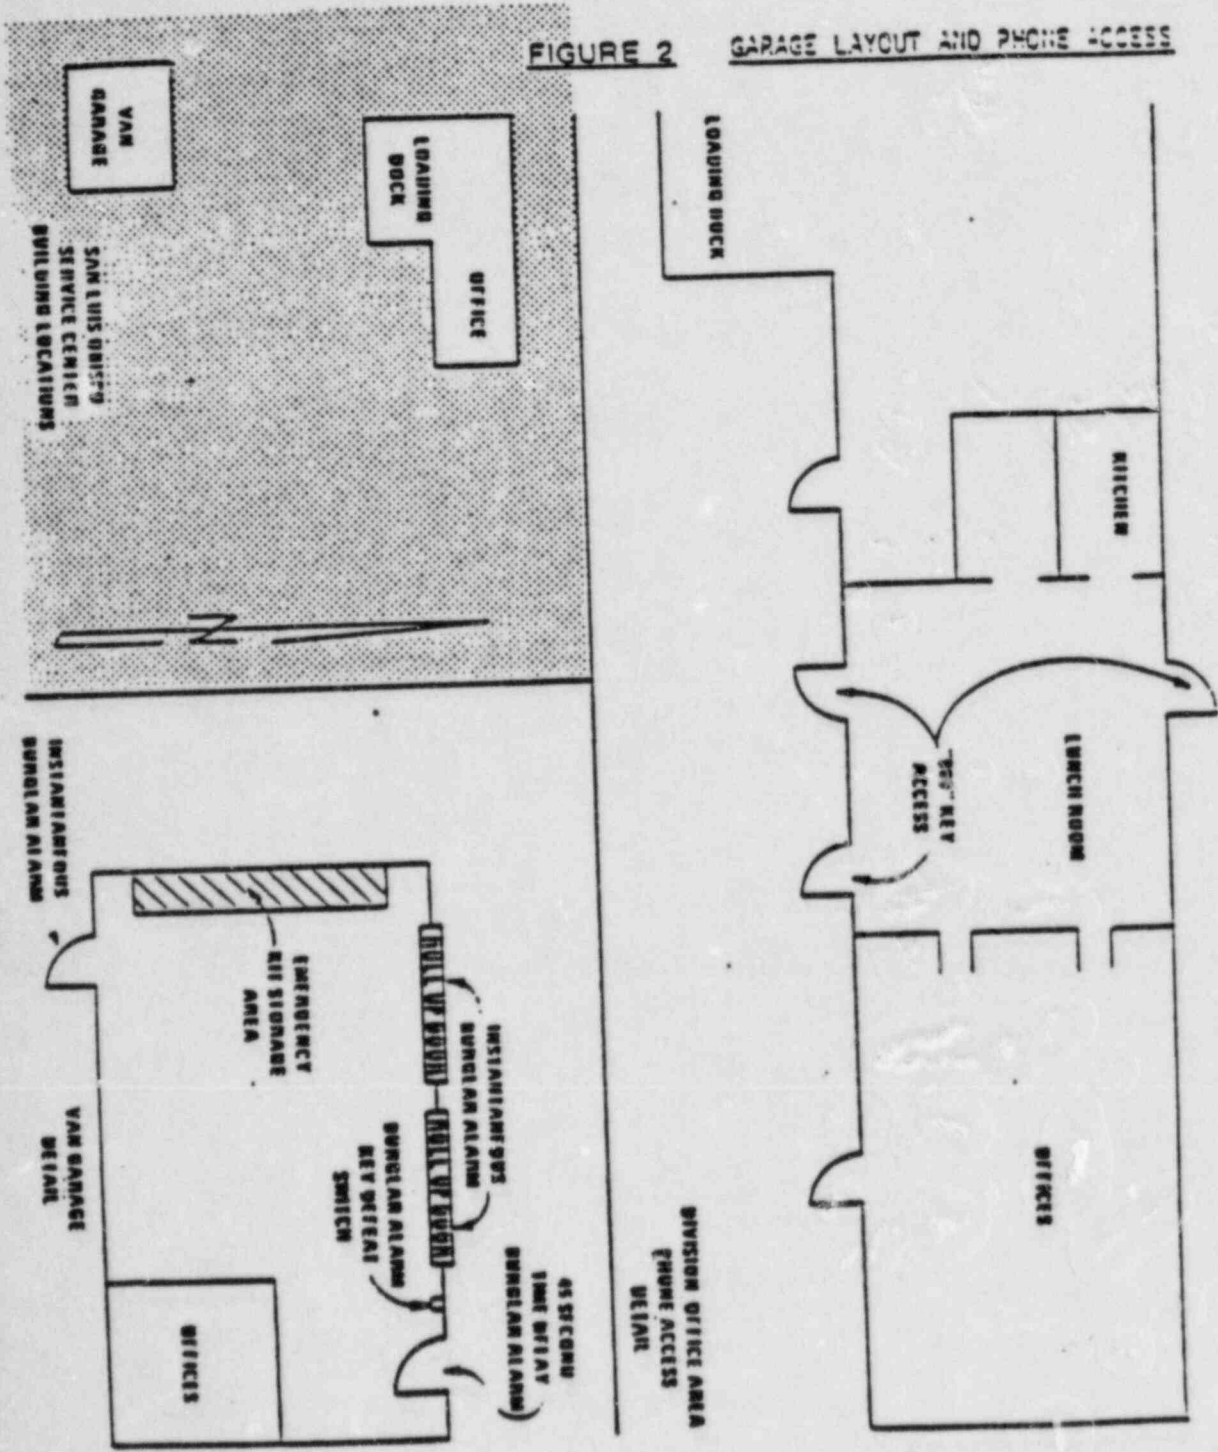 FIGURE 2 GARAGE LAYOUT AND PHONE ACCESS
VAN
GARAGE
LOADING
DOCK
OFFICE
SAN LUIS OBISPO
SERVICE CENTER
BUILDING LOCATIONS
N
LOADING DOCK
KITCHEN
LUNCH ROOM
KEY
ACCESS
OFFICES
DIVISION OFFICE AREA
PHONE ACCESS
DETAIL
INSTANTANEOUS
BURGLAR ALARM
EMERGENCY
KIT STORAGE
AREA
ROLL UP DOOR
ROLL UP DOOR
INSTANTANEOUS
BURGLAR ALARM
BURGLAR ALARM
KEY DEFEAT
SWITCH
45 SECOND
TIME DELAY
BURGLAR ALARM
OFFICES
VAN GARAGE
DETAIL